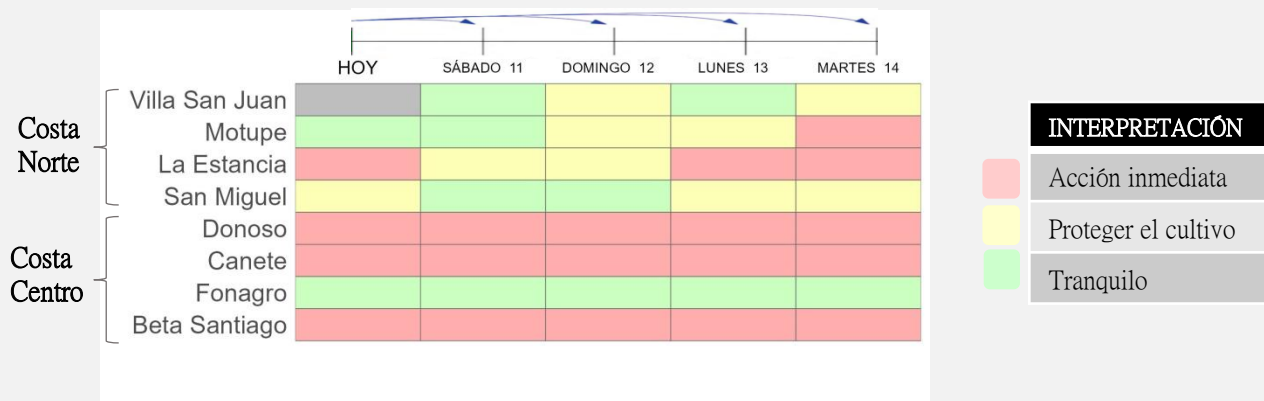 HOY SÁBADO 11 DOMINGO 12 LUNES 13 MARTES 14
Costa
Norte
Villa San Juan
Motupe
La Estancia
San Miguel
Costa
Centro
Donoso
Canete
Fonagro
Beta Santiago
INTERPRETACIÓN
Acción inmediata
Proteger el cultivo
Tranquilo